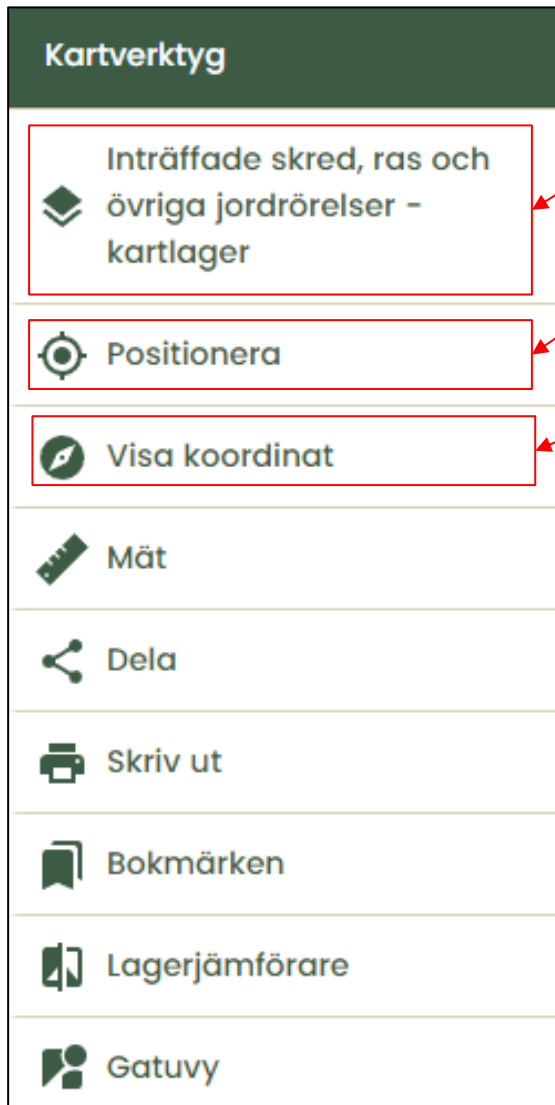 Kartverktyg
Inträffade skred, ras och
övriga jordrörelser -
kartlager
Positionera
Visa koordinat
Mät
Dela
Skriv ut
Bokmärken
Lagerjämförare
Gatuvy